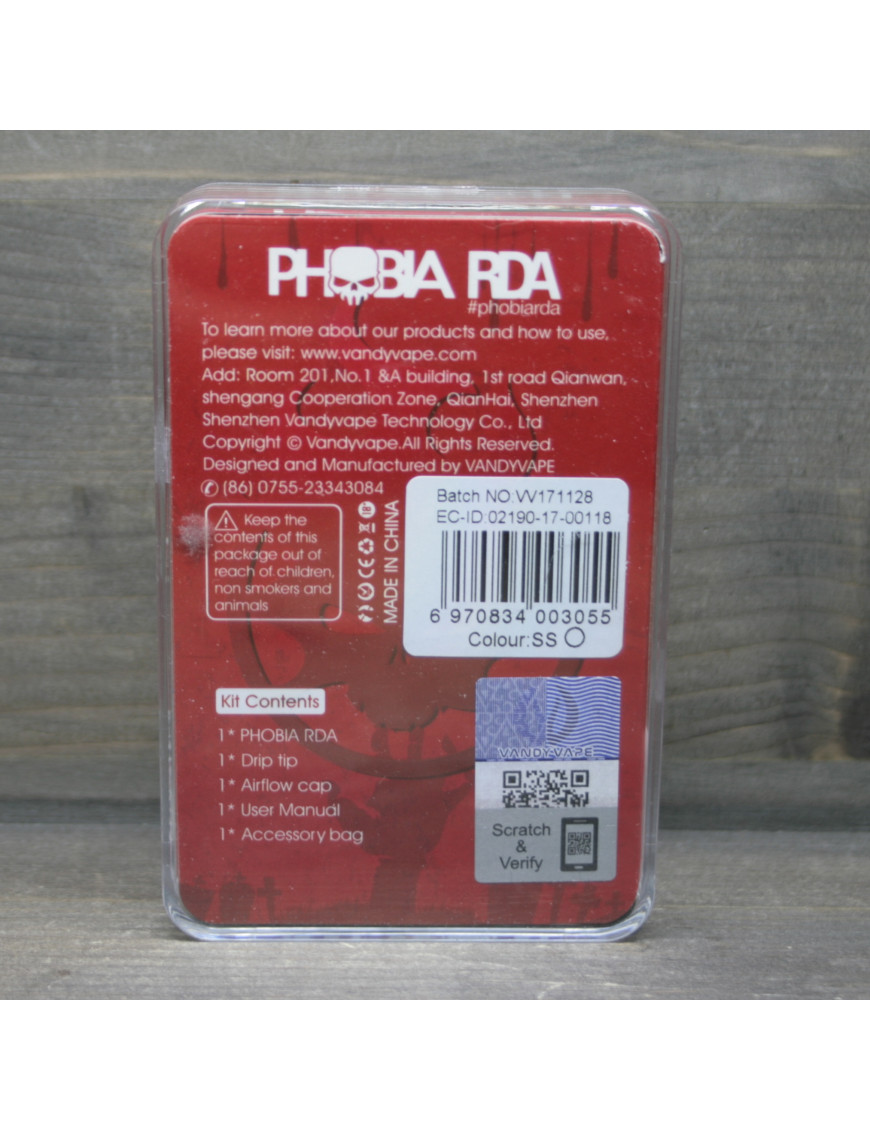 PHOBIA RDA
#phobiarda
To learn more about our products and how to use,
please visit: www.vandyvape.com
Add: Room 201,No.1 &A building, 1st road Qianwan,
shengang Cooperation Zone, QianHai, Shenzhen
Shenzhen Vandyvape Technology Co., Ltd
Copyright © Vandyvape.All Rights Reserved.
Designed and Manufactured by VANDYVAPE
(86) 0755-23343084
Keep the
contents of this
package out of
reach of children,
non smokers and
animals
CE
MADE IN CHINA
Batch NO:VV171128
EC-ID:02190-17-00118
6 970834 003055
Colour:SS
Kit Contents
1* PHOBIA RDA
1* Drip tip
1* Airflow cap
1* User Manual
1* Accessory bag
VANDY VAPE
Scratch
&
Verify